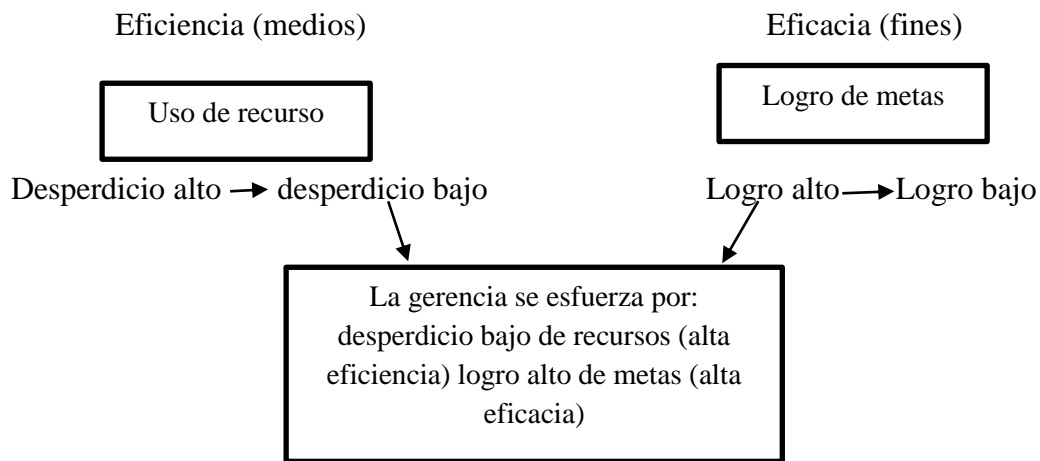 Eficiencia (medios)
Eficacia (fines)
Uso de recurso
Logro de metas
Desperdicio alto desperdicio bajo
Logro alto Logro bajo
La gerencia se esfuerza por:
desperdicio bajo de recursos (alta
eficiencia) logro alto de metas (alta
eficacia)